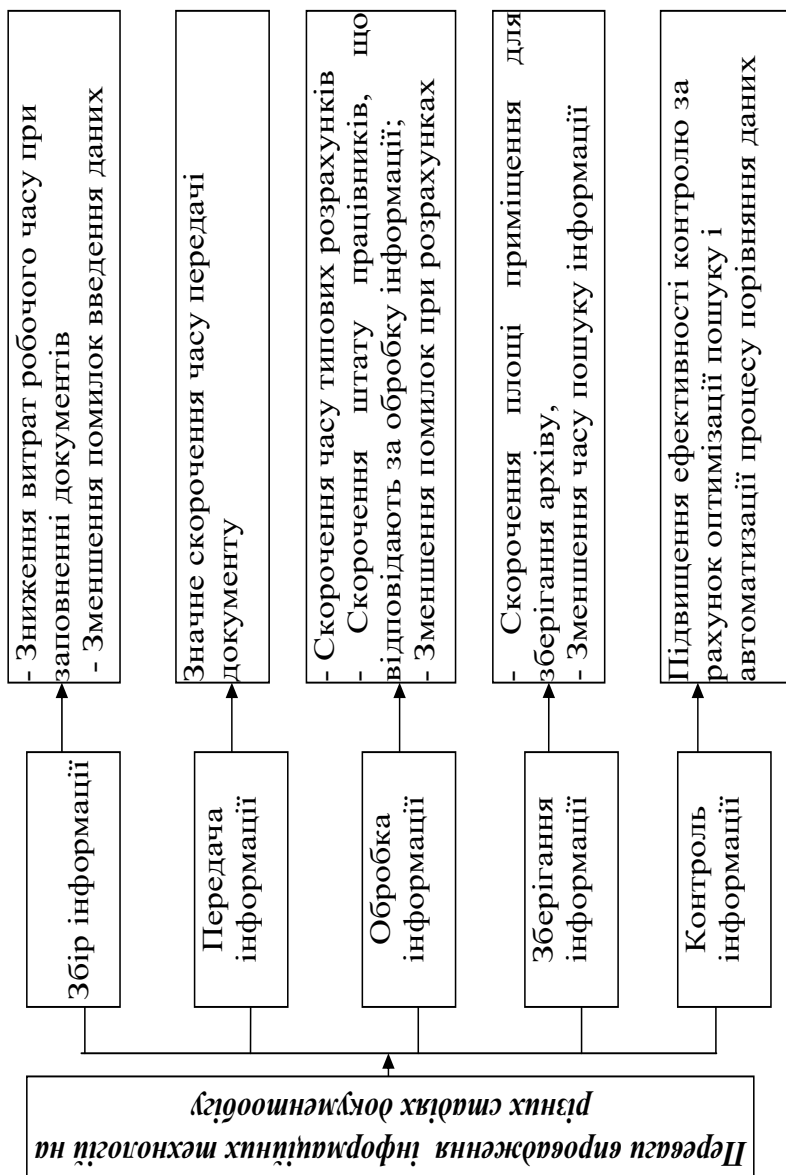 Переваги впровадження інформаційних технологій на
різних стадіях документообігу
Збір інформації
- Зниження витрат робочого часу при
заповненні документів
- Зменшення помилок введення даних
Передача
інформації
Значне скорочення часу передачі
документу
Обробка
інформації
- Скорочення часу типових розрахунків
- Скорочення штату працівників, що
відповідають за обробку інформації;
- Зменшення помилок при розрахунках
Зберігання
інформації
- Скорочення площі приміщення для
зберігання архіву,
- Зменшення часу пошуку інформації
Контроль
інформації
Підвищення ефективності контролю за
рахунок оптимізації пошуку і
автоматизації процесу порівняння даних